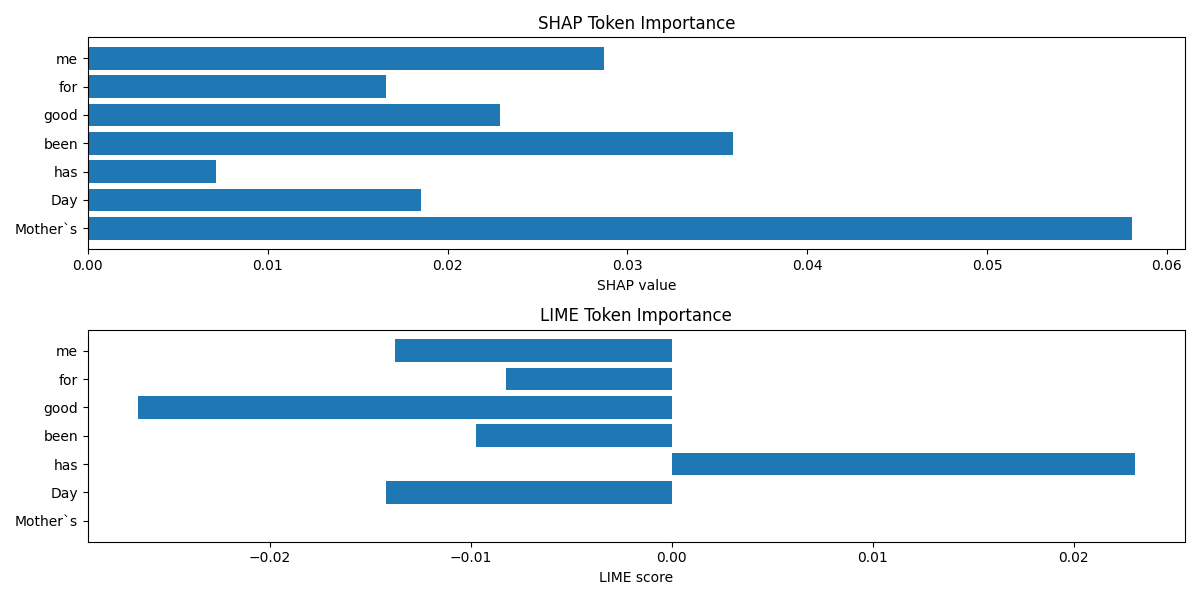 SHAP Token Importance
me
for
good
been
has
Day
Mother`s
0.00 0.01 0.02 0.03 0.04 0.05 0.06
SHAP value
LIME Token Importance
me
for
good
been
has
Day
Mother`s
−0.02 −0.01 0.00 0.01 0.02
LIME score